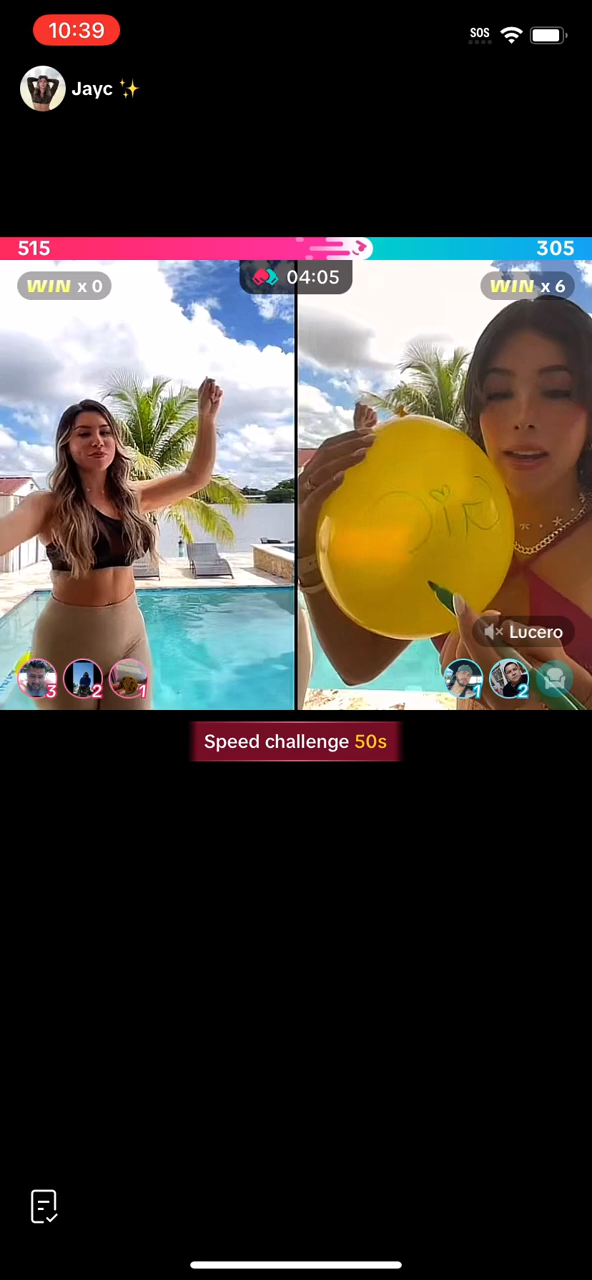 10:39
SOS
Jayc ✨
515
305
WIN x 0
04:05
WIN x 6
Lucero
3
2
1
1
2
Speed challenge 50s